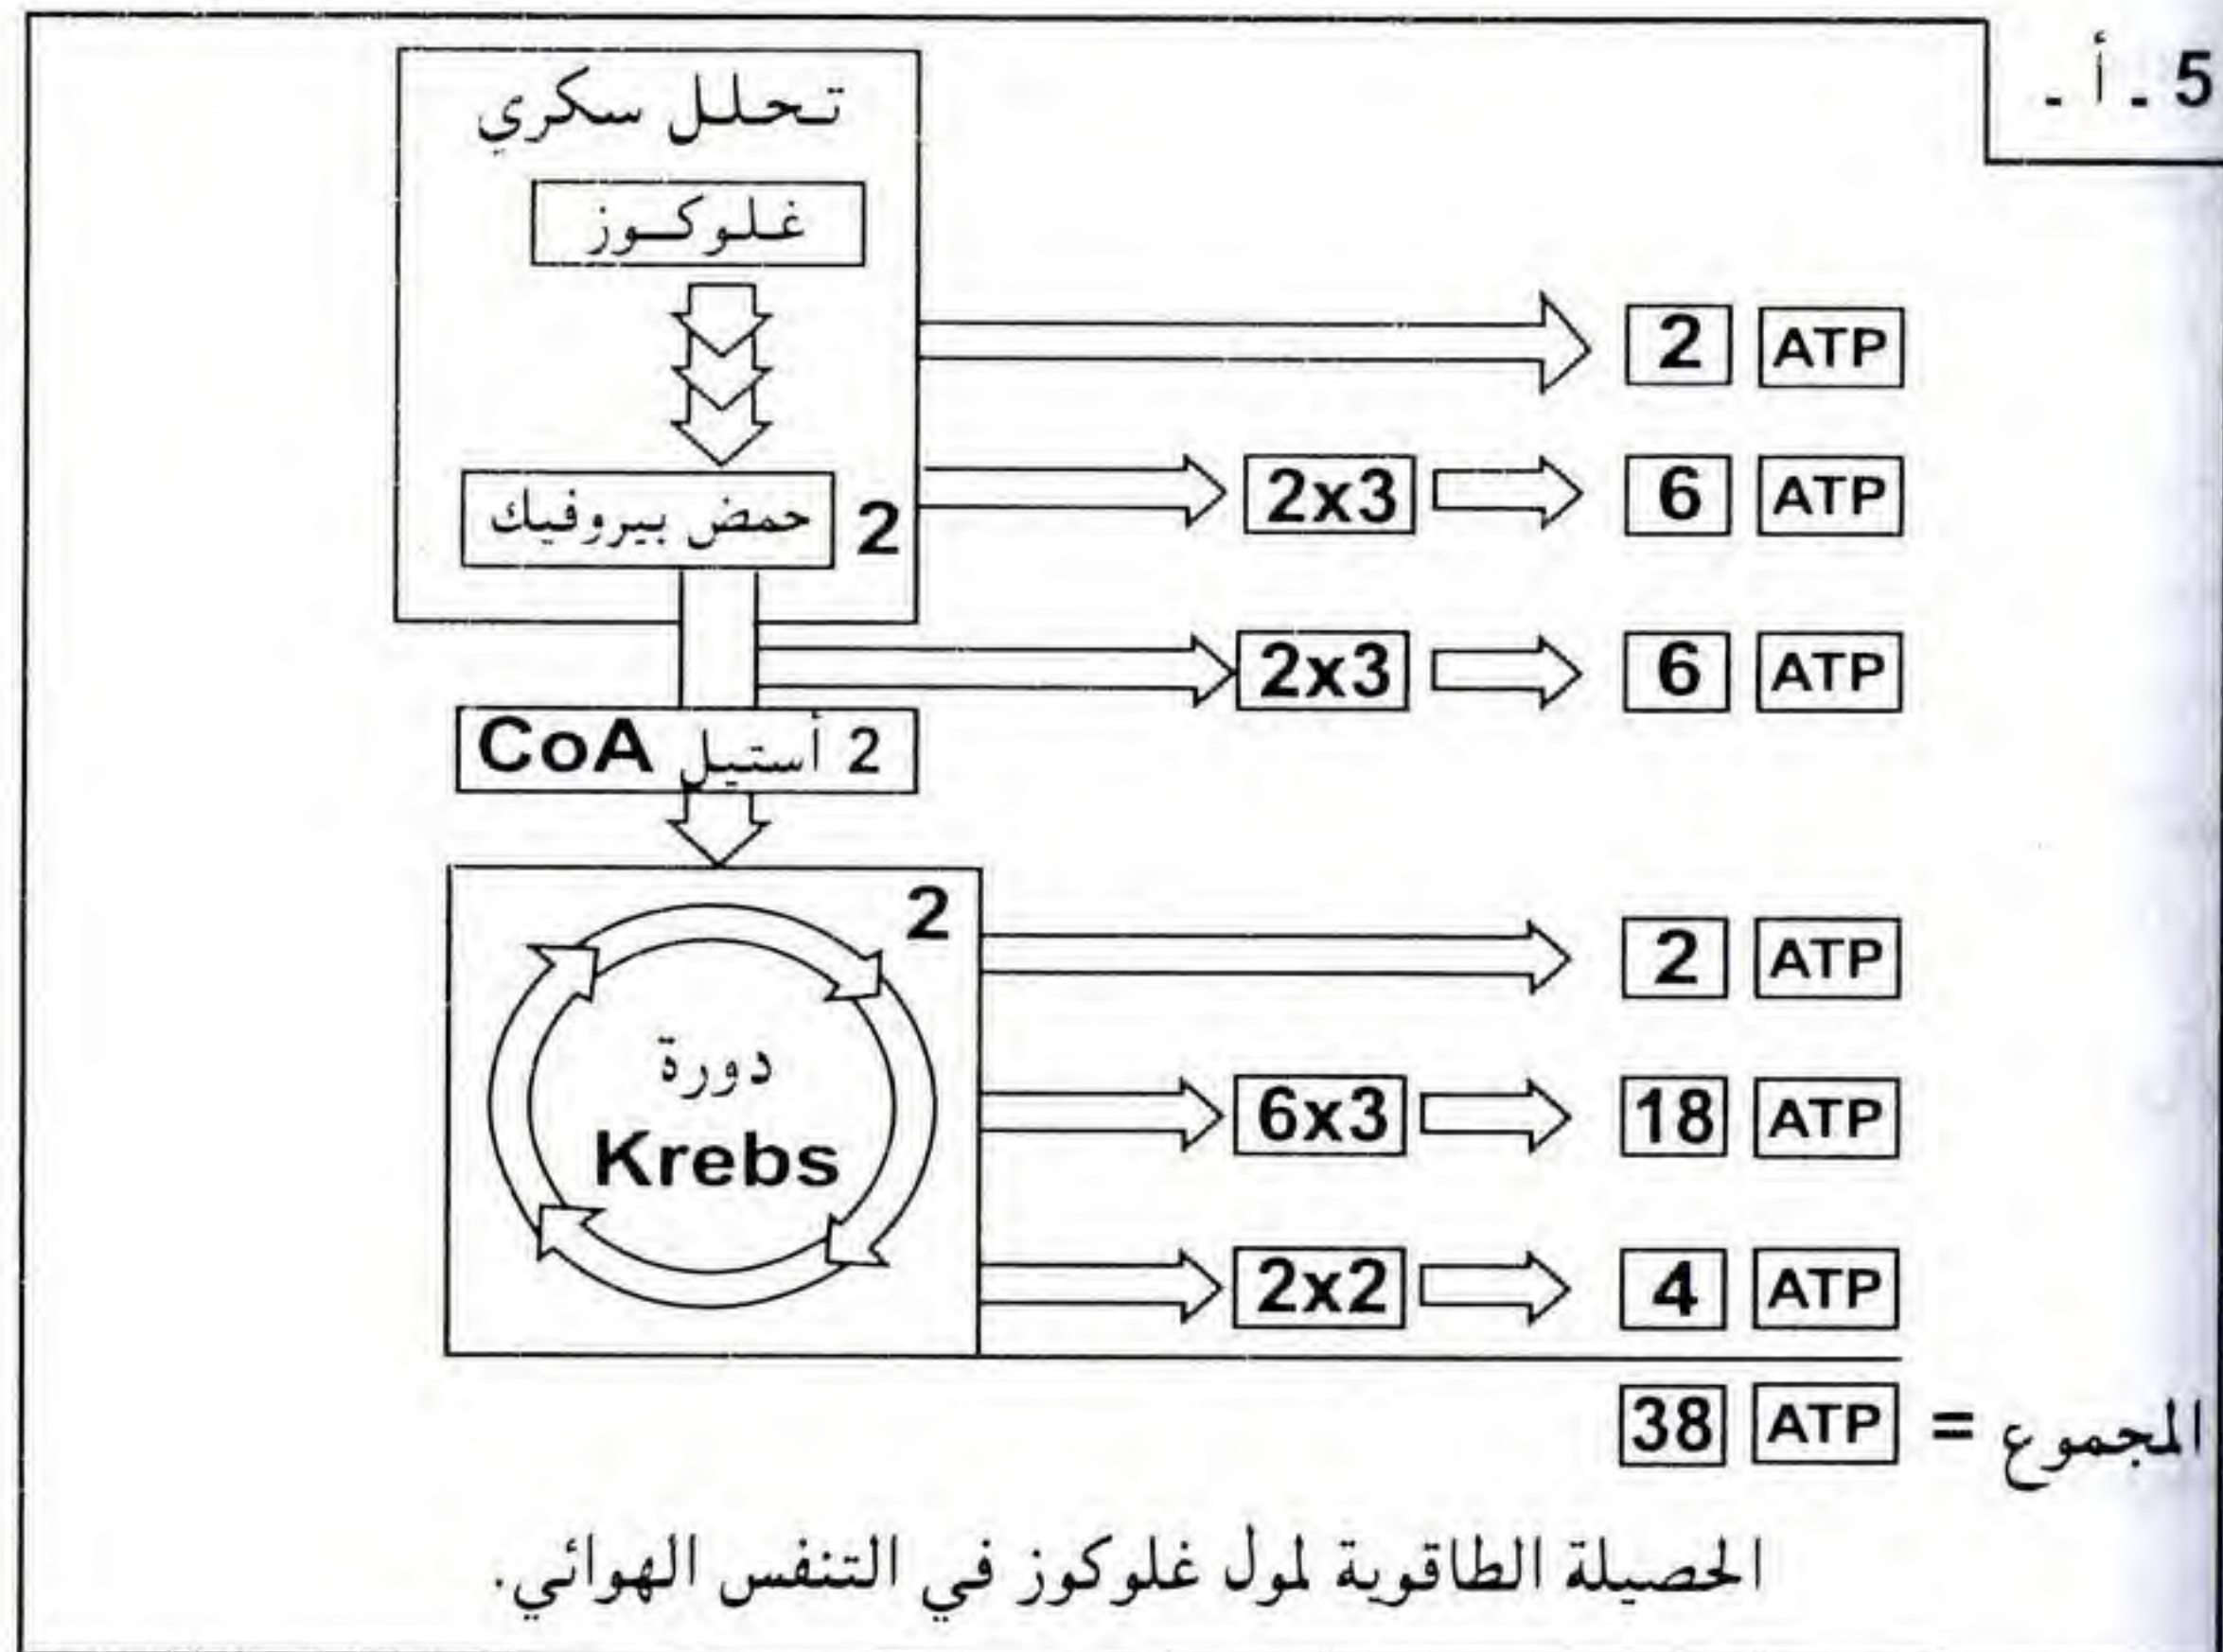 5 ـ أ ـ
تحلل سكري
غلوكوز
2 ATP
حمض بيروفيك 2
2x3 6 ATP
2x3 6 ATP
2 أستيل CoA
2
2 ATP
دورة
Krebs
6x3 18 ATP
2x2 4 ATP
المجموع = 38 ATP
الحصيلة الطاقوية لمول غلوكوز في التنفس الهوائي.